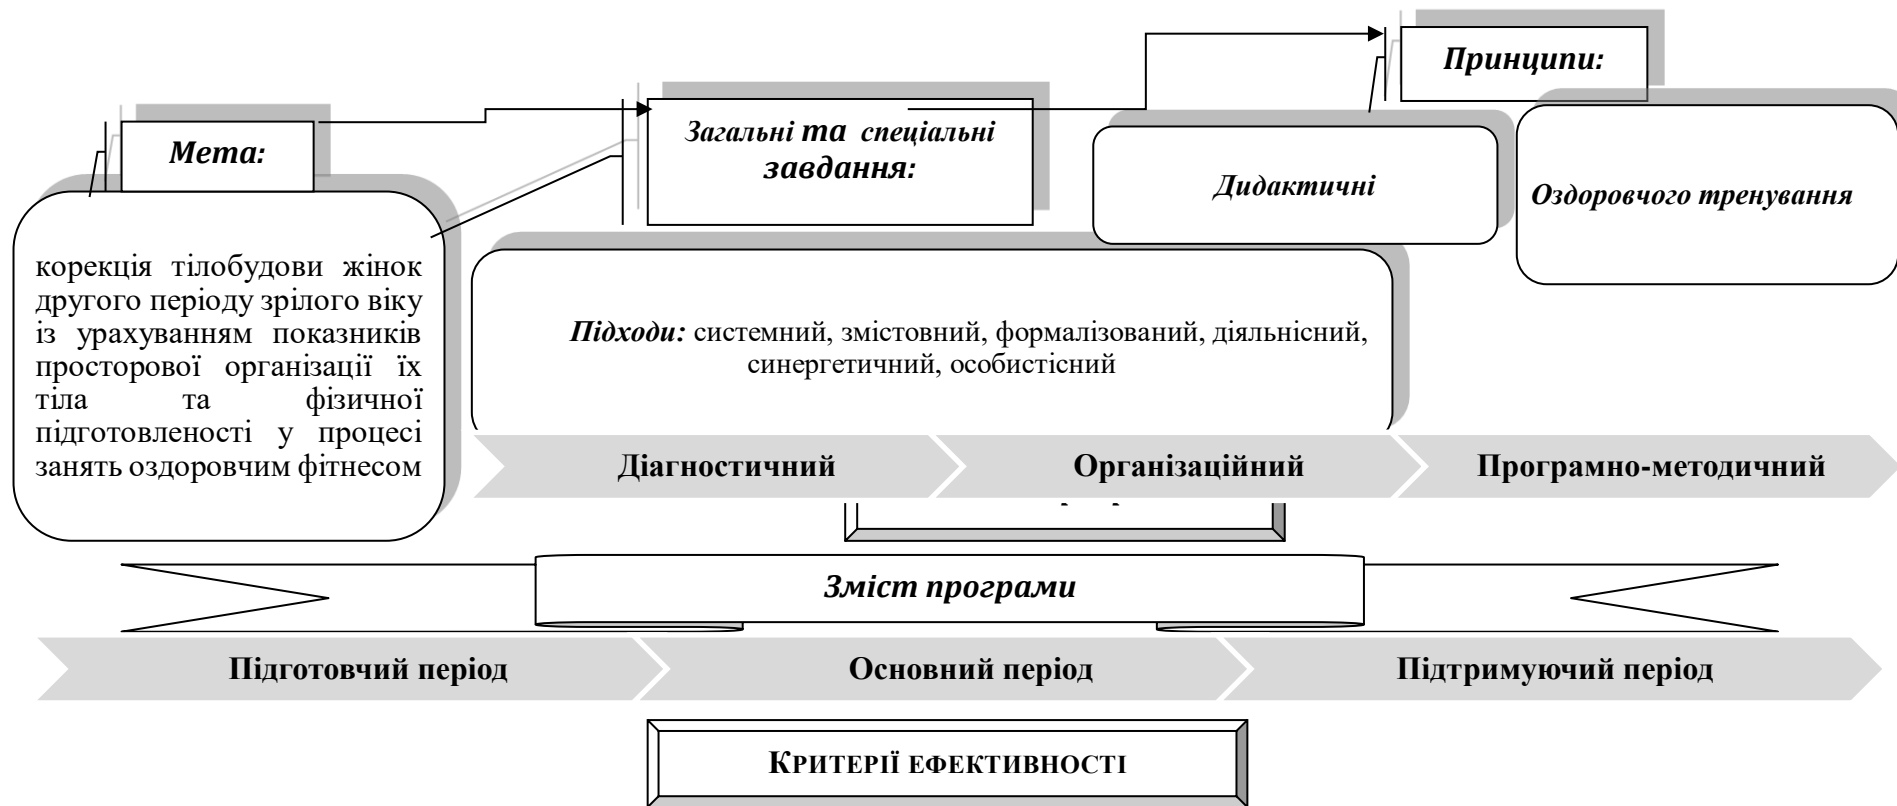 Принципи:
Мета:
Загальні та спеціальні
завдання:
Дидактичні
Оздоровчого тренування
корекція тілобудови жінок
другого періоду зрілого віку
із урахуванням показників
просторової організації їх
тіла та фізичної
підготовленості у процесі
занять оздоровчим фітнесом
Підходи: системний, змістовний, формалізований, діяльнісний,
синергетичний, особистісний
Діагностичний
Організаційний
Програмно-методичний
Зміст програми
Підготовчий період
Основний період
Підтримуючий період
КРИТЕРІЇ ЕФЕКТИВНОСТІ